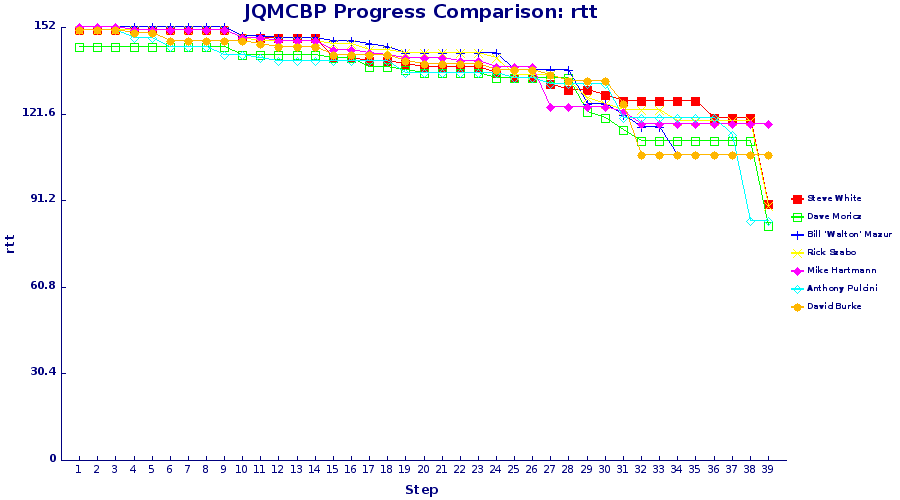 JQMCBP Progress Comparison: rtt
152
121.6
91.2
60.8
30.4
0
rtt
1 2 3 4 5 6 7 8 9 10 11 12 13 14 15 16 17 18 19 20 21 22 23 24 25 26 27 28 29 30 31 32 33 34 35 36 37 38 39
Step
Steve White
Dave Moricz
Bill 'Walton' Mazur
Rick Szabo
Mike Hartmann
Anthony Pulcini
David Burke